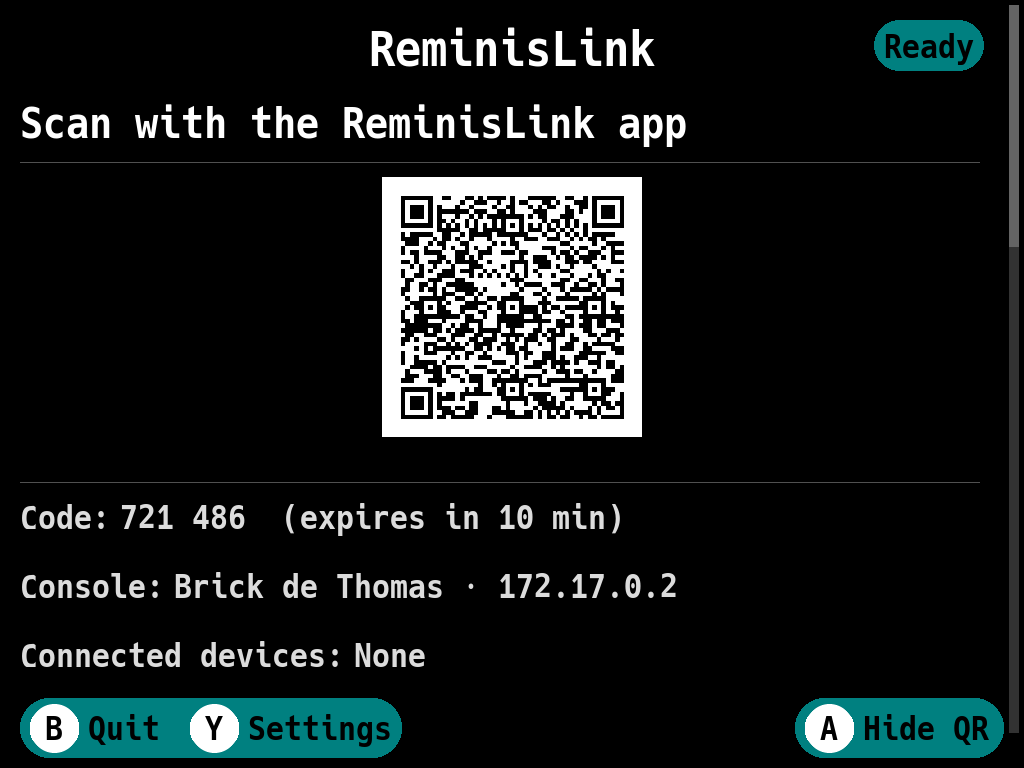 ReminisLink
Ready
Scan with the ReminisLink app
Code: 721 486 (expires in 10 min)
Console: Brick de Thomas · 172.17.0.2
Connected devices: None
B Quit Y Settings A Hide QR